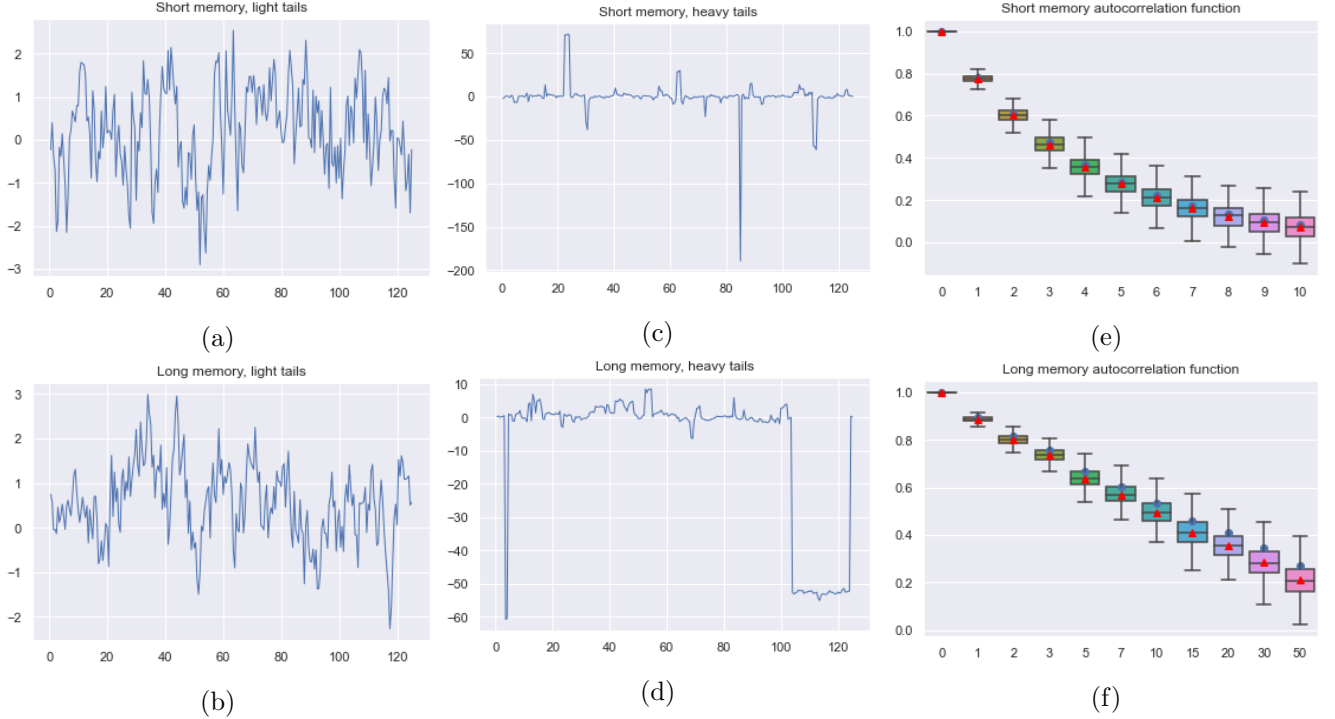 Short memory, light tails
2
1
0
−1
−2
−3
0 20 40 60 80 100 120
(a)
Short memory, heavy tails
50
0
−50
−100
−150
−200
0 20 40 60 80 100 120
(c)
Short memory autocorrelation function
1.0
0.8
0.6
0.4
0.2
0.0
0 1 2 3 4 5 6 7 8 9 10
(e)
Long memory, light tails
3
2
1
0
−1
−2
0 20 40 60 80 100 120
(b)
Long memory, heavy tails
10
0
−10
−20
−30
−40
−50
−60
0 20 40 60 80 100 120
(d)
Long memory autocorrelation function
1.0
0.8
0.6
0.4
0.2
0.0
0 1 2 3 5 7 10 15 20 30 50
(f)